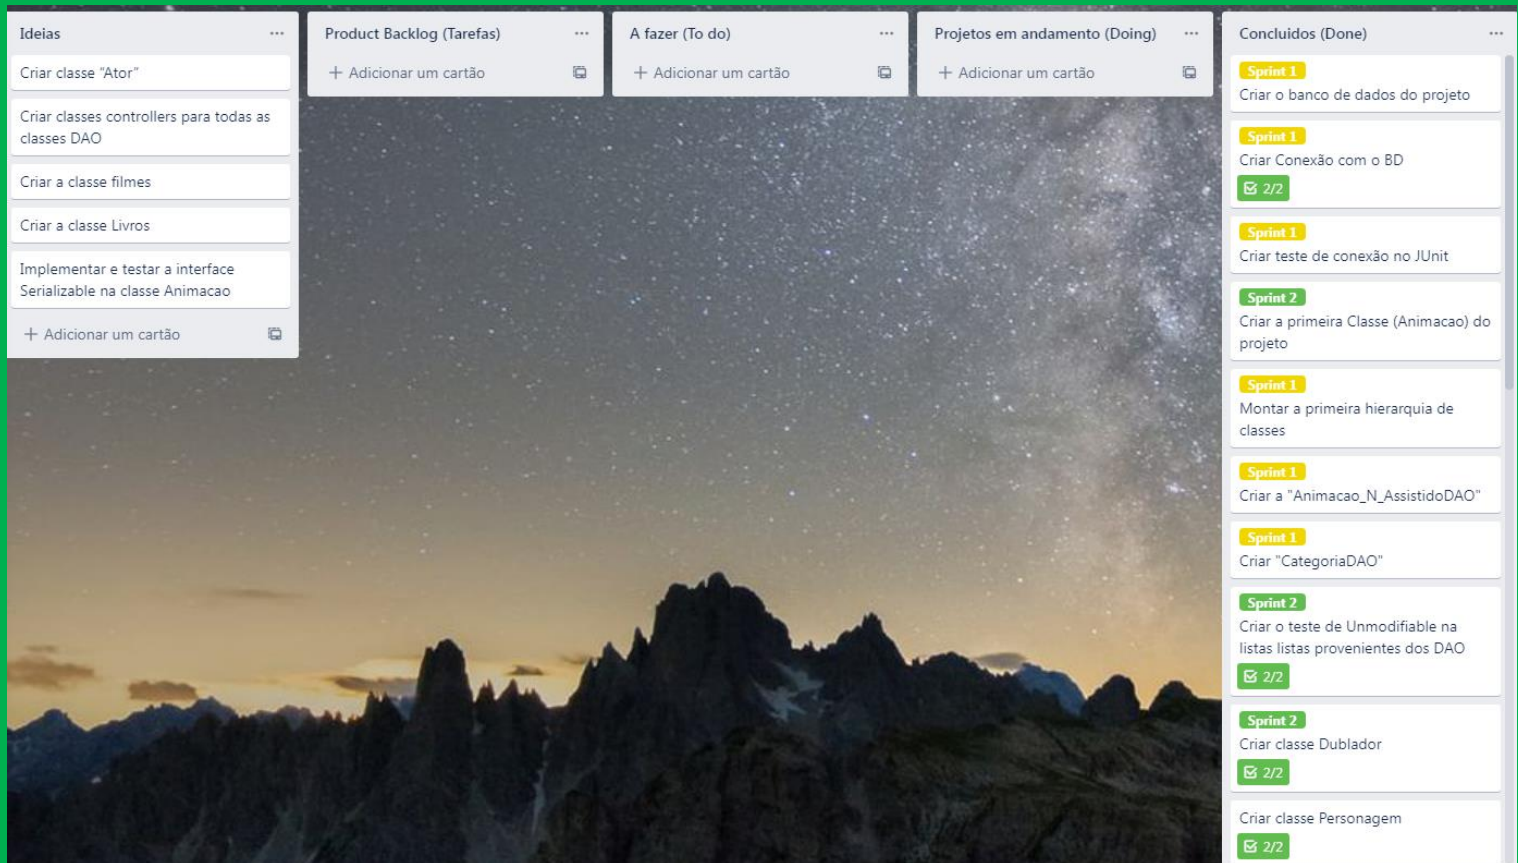 Ideias
Criar classe “Ator”
Criar classes controllers para todas as
classes DAO
Criar a classe filmes
Criar a classe Livros
Implementar e testar a interface
Serializable na classe Animacao
Adicionar um cartão
Product Backlog (Tarefas)
Adicionar um cartão
A fazer (To do)
Adicionar um cartão
Projetos em andamento (Doing)
Adicionar um cartão
Concluidos (Done)
Sprint 1
Criar o banco de dados do projeto
Sprint 1
Criar Conexão com o BD
2/2
Sprint 1
Criar teste de conexão no JUnit
Sprint 2
Criar a primeira Classe (Animacao) do
projeto
Sprint 1
Montar a primeira hierarquia de
classes
Sprint 1
Criar a "Animacao_N_AssistidoDAO"
Sprint 1
Criar "CategoriaDAO"
Sprint 2
Criar o teste de Unmodifiable na
listas listas provenientes dos DAO
2/2
Sprint 2
Criar classe Dublador
2/2
Criar classe Personagem
2/2